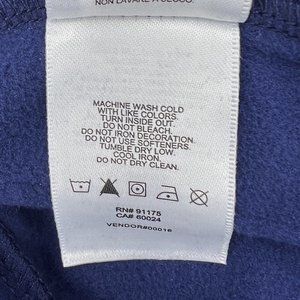 NON LAVARE A SECCO.
MACHINE WASH COLD
WITH LIKE COLORS.
TURN INSIDE OUT.
DO NOT BLEACH.
DO NOT IRON DECORATION.
DO NOT USE SOFTENERS.
TUMBLE DRY LOW.
COOL IRON.
DO NOT DRY CLEAN.
RN# 91175
CA# 60024
VENDOR#00016